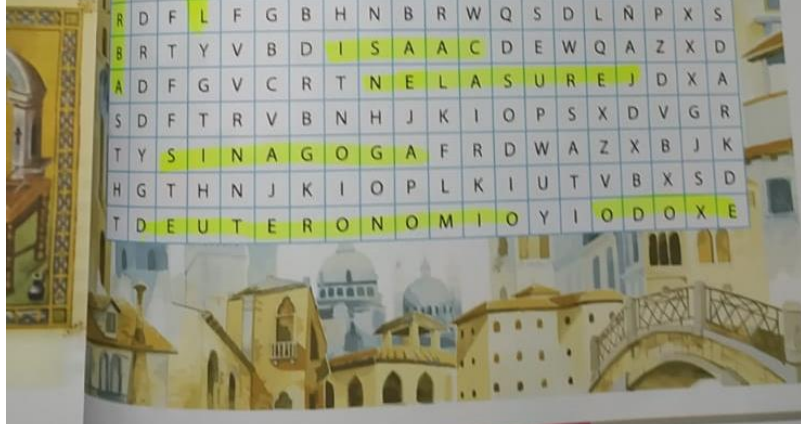 R D F L F G B H N B R W Q S D L Ñ P X S
B R T Y V B D I S A A C D E W Q A Z X D
A D F G V C R T N E L A S U R E J D X A
S D F T R V B N H J K I O P S X D V G R
T Y S I N A G O G A F R D W A Z X B J K
H G T H N J K I O P L K I U T V B X S D
T D E U T E R O N O M I O Y I O D O X E